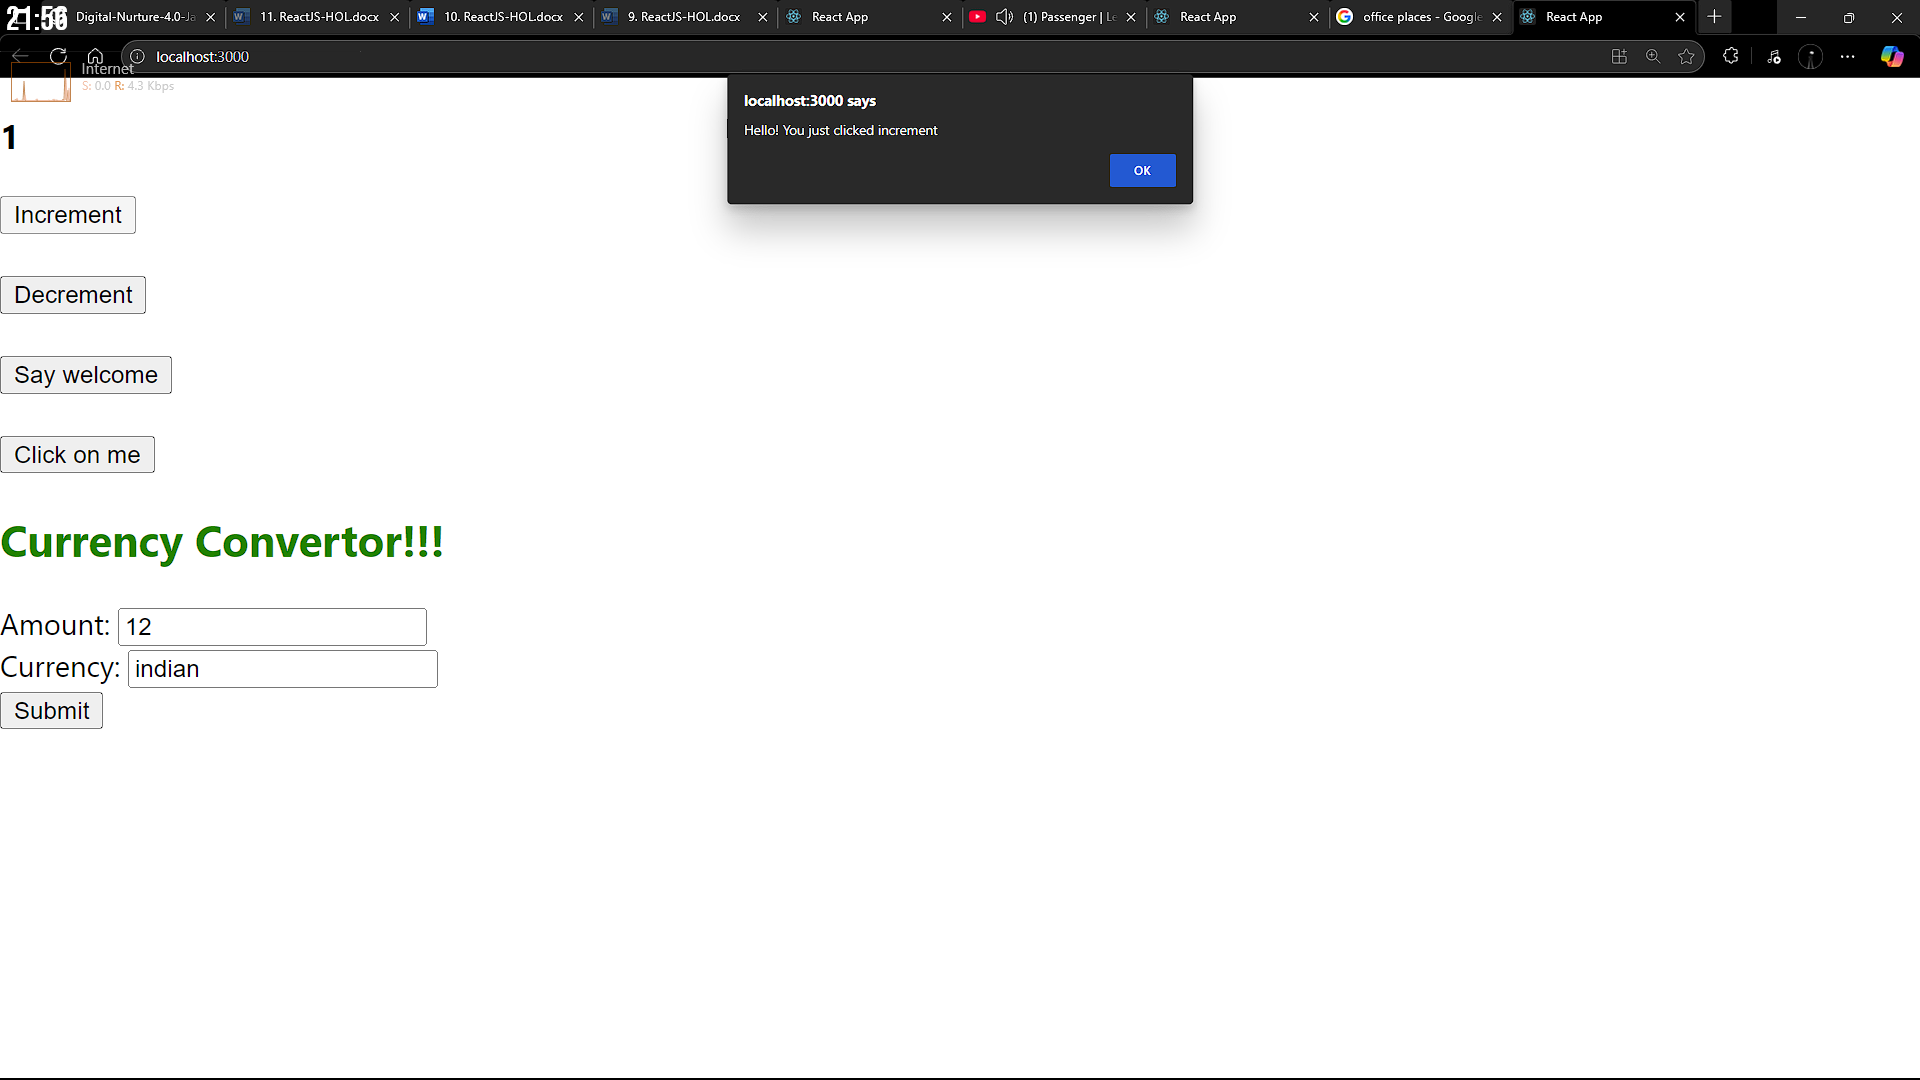 21:56
Digital-Nurture-4.0-Ja
11. ReactJS-HOL.docx
10. ReactJS-HOL.docx
9. ReactJS-HOL.docx
React App
(1) Passenger | Le
React App
office places - Google
React App
localhost:3000
Internet
S: 0.0 R: 4.3 Kbps
localhost:3000 says
Hello! You just clicked increment
OK
1
Increment
Decrement
Say welcome
Click on me
Currency Convertor!!!
Amount: 12
Currency: indian
Submit